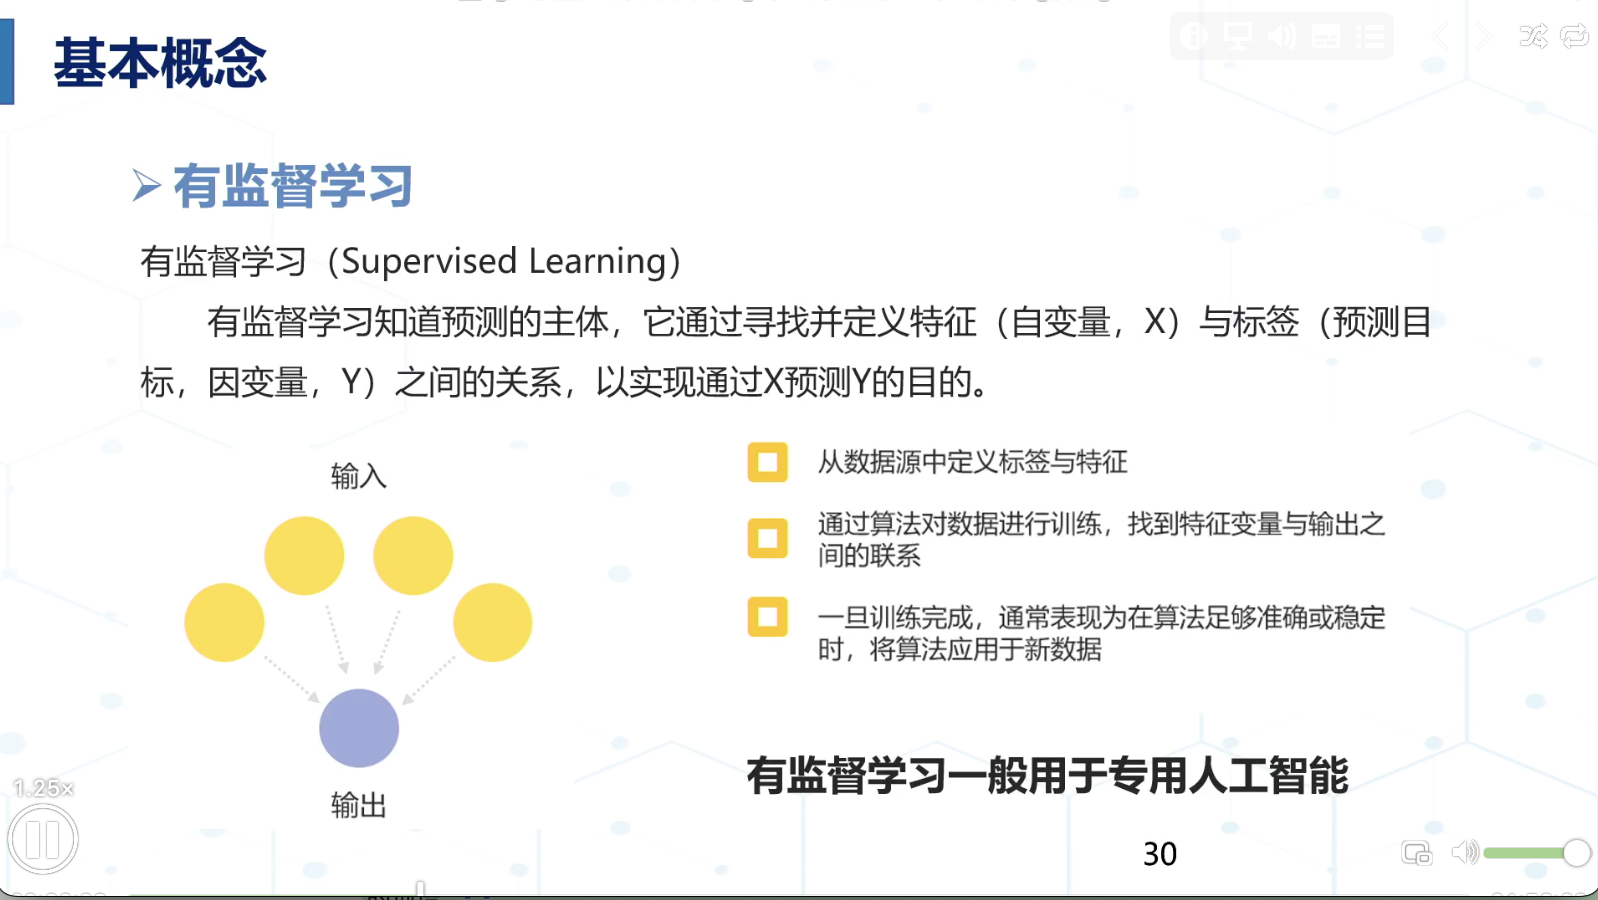 基本概念
有监督学习
有监督学习（Supervised Learning）
有监督学习知道预测的主体，它通过寻找并定义特征（自变量，X）与标签（预测目
标，因变量，Y）之间的关系，以实现通过X预测Y的目的。
输入
输出
从数据源中定义标签与特征
通过算法对数据进行训练，找到特征变量与输出之
间的联系
一旦训练完成，通常表现为在算法足够准确或稳定
时，将算法应用于新数据
有监督学习一般用于专用人工智能
1.25×
30